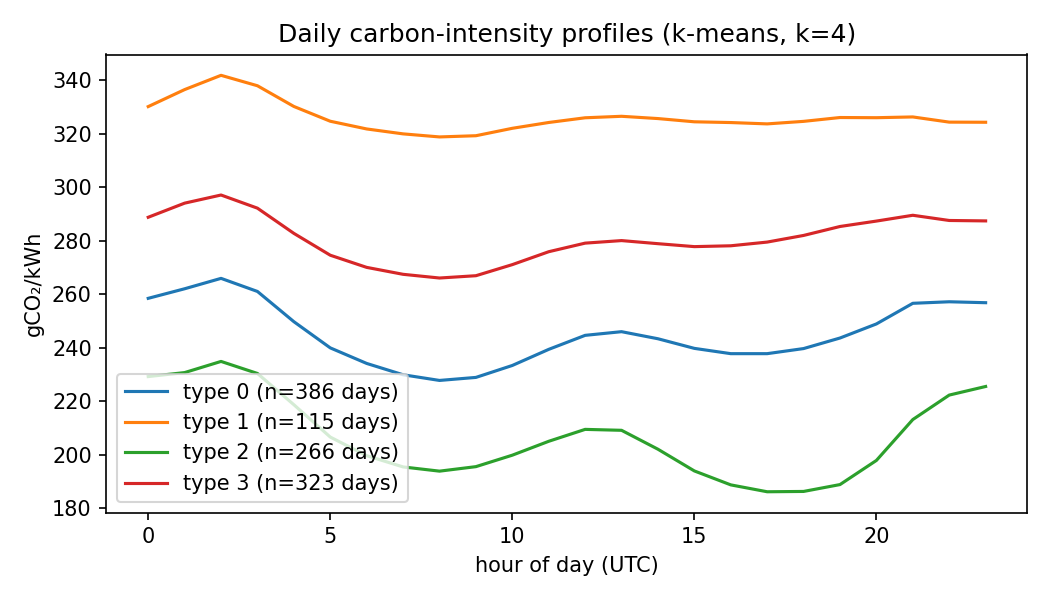 Daily carbon-intensity profiles (k-means, k=4)
gCO₂/kWh
340
320
300
280
260
240
220
200
180
type 0 (n=386 days)
type 1 (n=115 days)
type 2 (n=266 days)
type 3 (n=323 days)
0 5 10 15 20
hour of day (UTC)